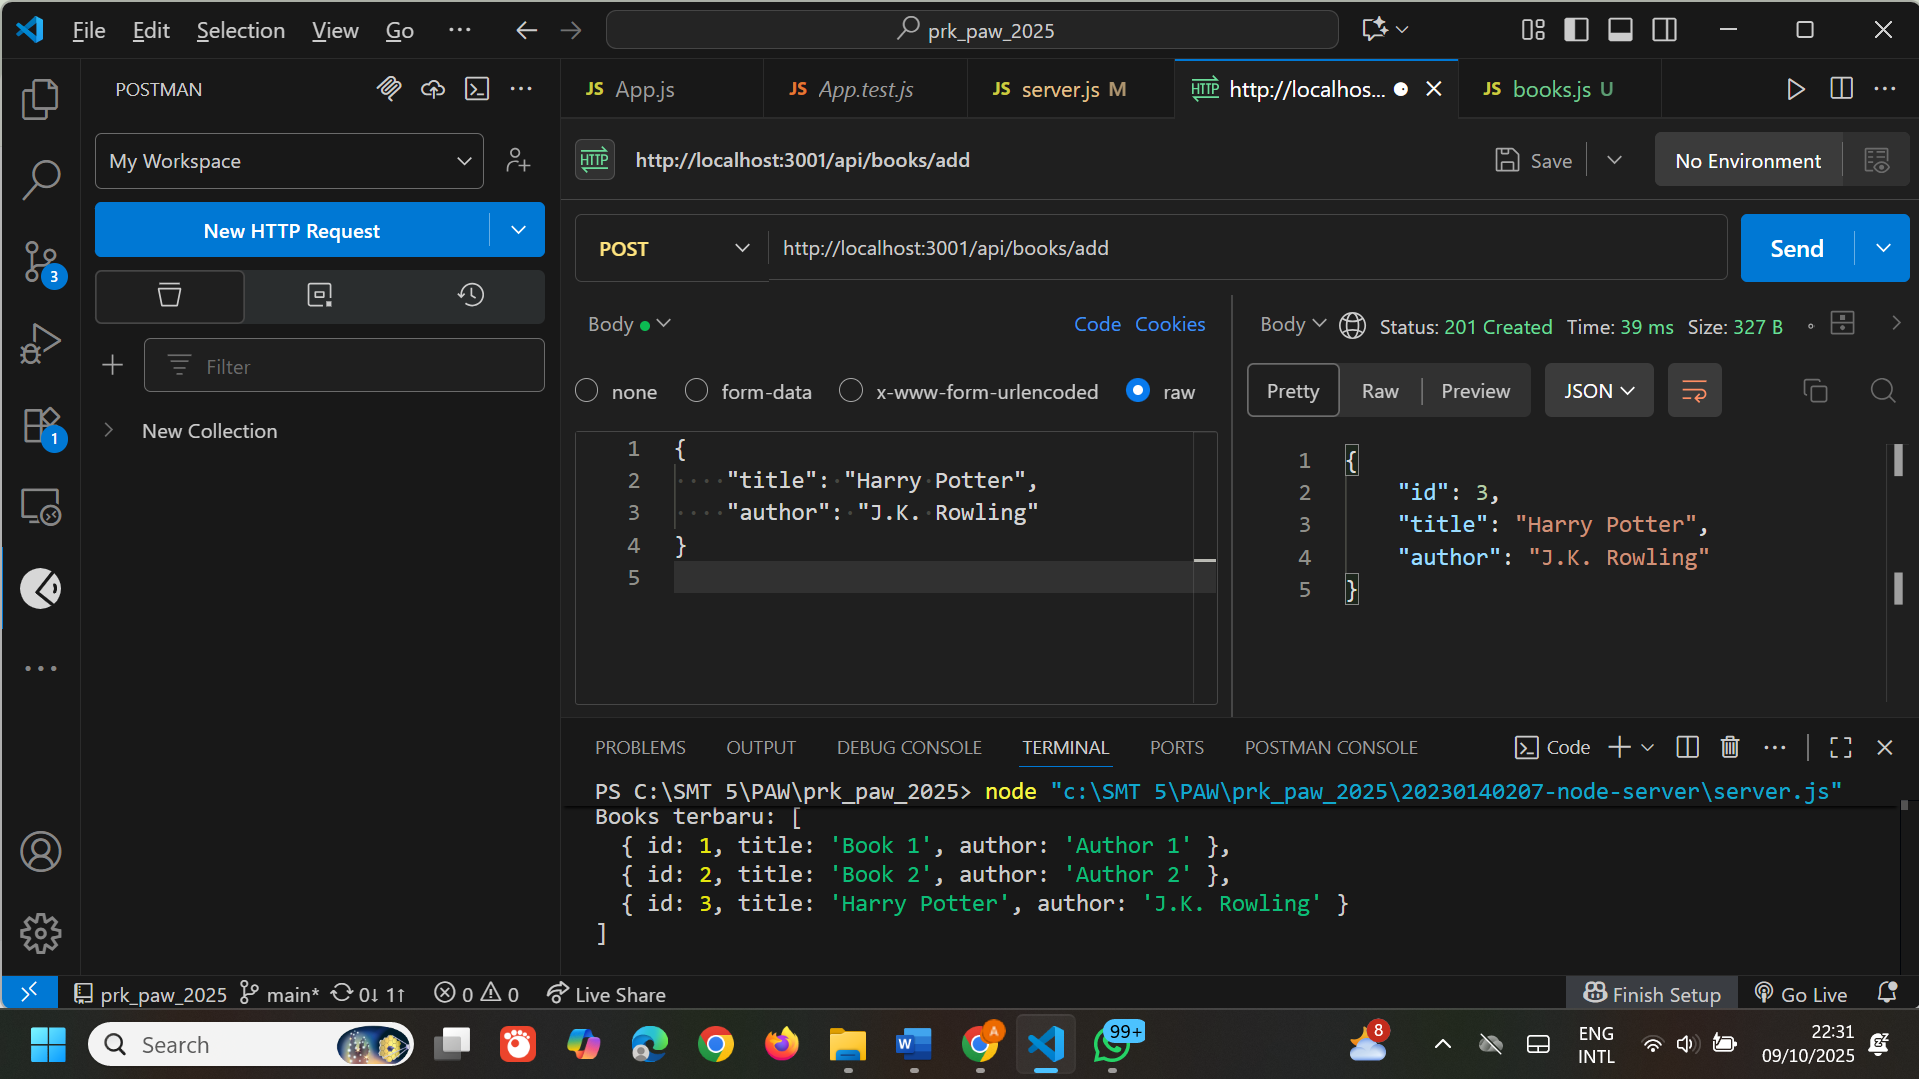 File Edit Selection View Go ··· prk_paw_2025
POSTMAN
JS App.js
JS App.test.js
JS server.js M
HTTP http://localhos...
JS books.js U
My Workspace
New HTTP Request
Filter
New Collection
3
1
HTTP http://localhost:3001/api/books/add
Save
No Environment
POST http://localhost:3001/api/books/add
Send
Body
Code Cookies
none form-data x-www-form-urlencoded raw
1 {
2 "title": "Harry Potter",
3 "author": "J.K. Rowling"
4 }
5
Body Status: 201 Created Time: 39 ms Size: 327 B
Pretty Raw Preview JSON
1 {
2 "id": 3,
3 "title": "Harry Potter",
4 "author": "J.K. Rowling"
5 }
PROBLEMS OUTPUT DEBUG CONSOLE TERMINAL PORTS POSTMAN CONSOLE Code
PS C:\SMT 5\PAW\prk_paw_2025> node "c:\SMT 5\PAW\prk_paw_2025\20230140207-node-server\server.js"
Books terbaru: [
{ id: 1, title: 'Book 1', author: 'Author 1' },
{ id: 2, title: 'Book 2', author: 'Author 2' },
{ id: 3, title: 'Harry Potter', author: 'J.K. Rowling' }
]
prk_paw_2025 main* 0↓ 1↑ 0 0 Live Share Finish Setup Go Live
Search
W
A
99+
8
ENG
INTL
22:31
09/10/2025